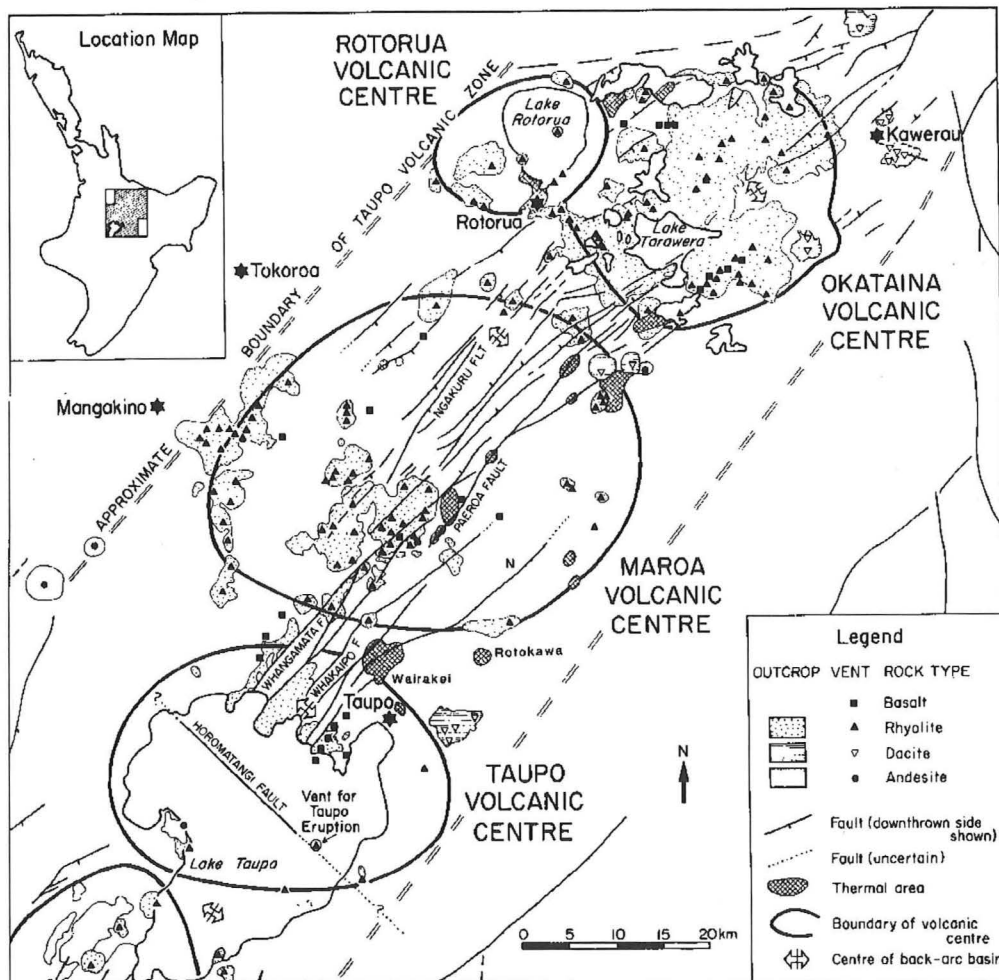 Location Map
ROTORUA
VOLCANIC
CENTRE
Lake
Rotorua
Kawerau
Rotorua
Lake
Tarawera
Tokoroa
APPROXIMATE BOUNDARY OF TAUPO VOLCANIC ZONE
OKATAINA
VOLCANIC
CENTRE
NGAKURU FLT
Mangakino
PAEROA FAULT
N
MAROA
VOLCANIC
CENTRE
WHANGAMATA F.
WHAKAIPO F.
Rotokawa
Wairakei
Taupo
?
HOROMATANGI FAULT
N
TAUPO
VOLCANIC
CENTRE
Vent for
Taupo
Eruption
Lake Taupo
0 5 10 15 20km
Legend
OUTCROP VENT ROCK TYPE
Basalt
Rhyolite
Dacite
Andesite
Fault (downthrown side
shown)
Fault (uncertain)
Thermal area
Boundary of volcanic
centre
Centre of back-arc basin